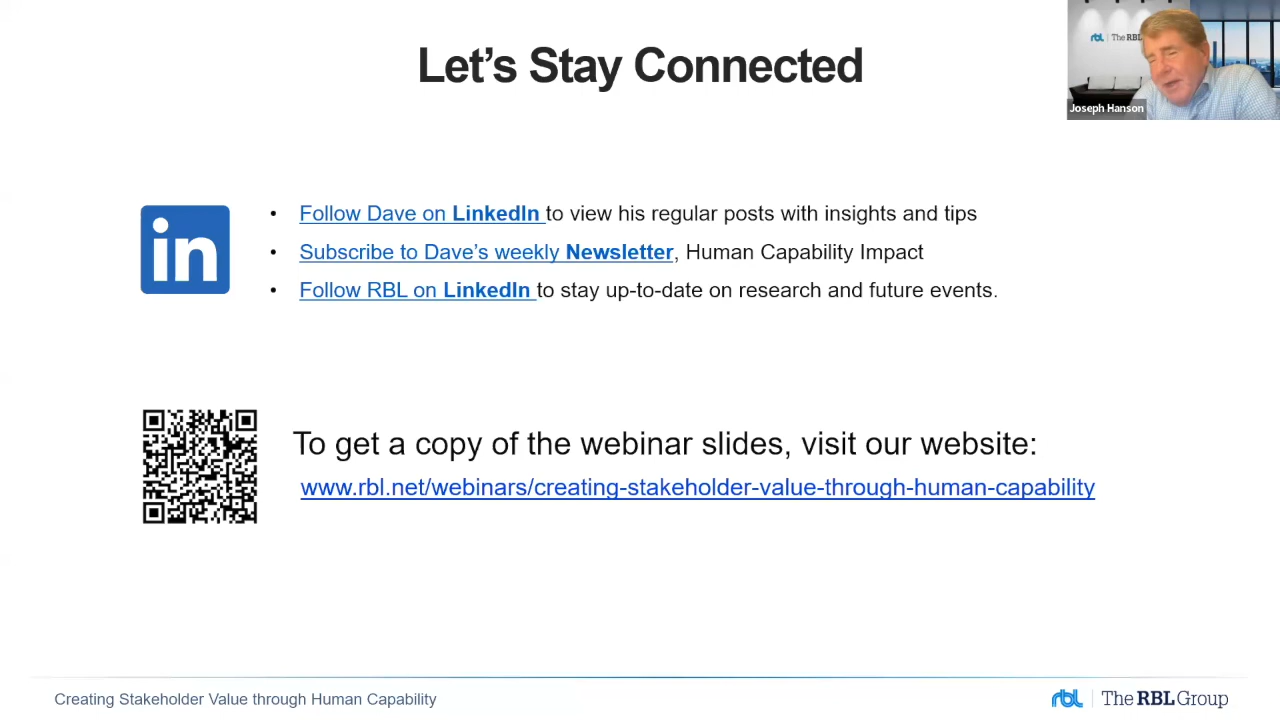 Let's Stay Connected
rbl | The RB
Joseph Hanson
in
• Follow Dave on LinkedIn to view his regular posts with insights and tips
• Subscribe to Dave's weekly Newsletter, Human Capability Impact
• Follow RBL on LinkedIn to stay up-to-date on research and future events.
To get a copy of the webinar slides, visit our website:
www.rbl.net/webinars/creating-stakeholder-value-through-human-capability
Creating Stakeholder Value through Human Capability
rbl | The RBL Group